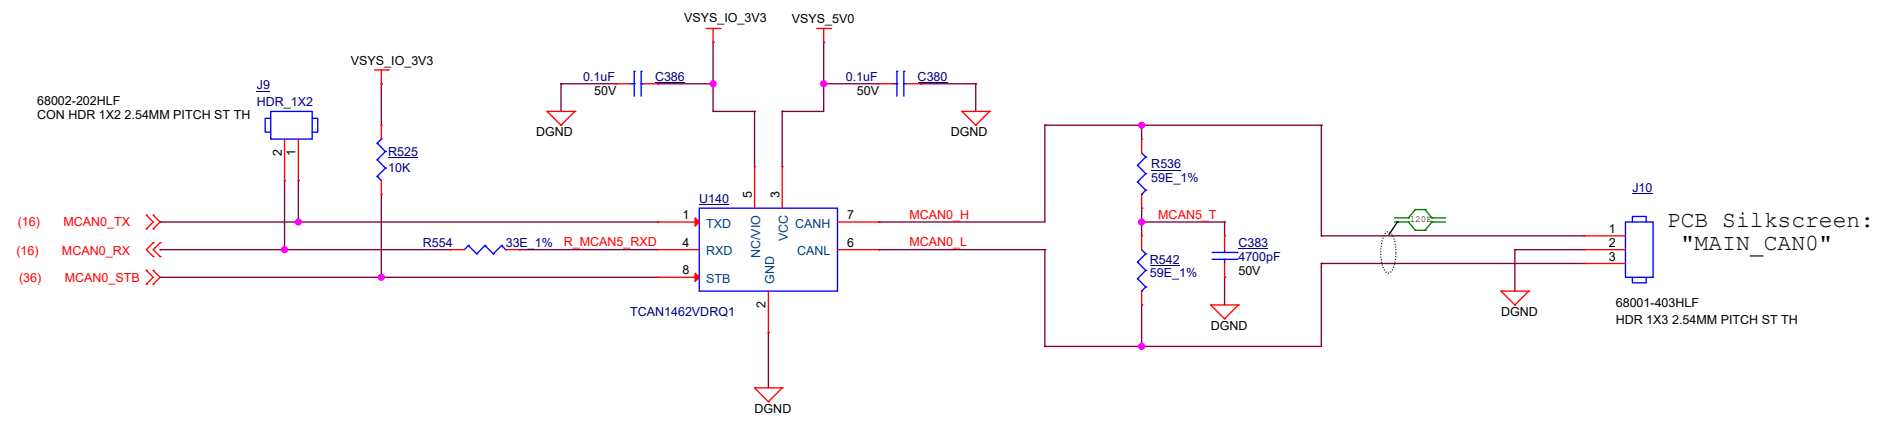 VSYS_IO_3V3
VSYS_5V0
VSYS_IO_3V3
0.1uF
C386
50V
DGND
0.1uF
C380
50V
DGND
J9
HDR_1X2
68002-202HLF
CON HDR 1X2 2.54MM PITCH ST TH
2
1
R525
10K
(16) MCAN0_TX
(16) MCAN0_RX
(36) MCAN0_STB
R554
33E_1%
R_MCAN5_RXD
U140
5
3
1
4
8
TXD
RXD
STB
NC/VIO
VCC
GND
CANH
CANL
7
6
2
TCAN1462VDRQ1
DGND
MCAN0_H
MCAN0_L
R536
59E_1%
MCAN5_T
R542
59E_1%
C383
4700pF
50V
DGND
120E
J10
1
2
3
DGND
PCB Silkscreen:
"MAIN_CAN0"
68001-403HLF
HDR 1X3 2.54MM PITCH ST TH